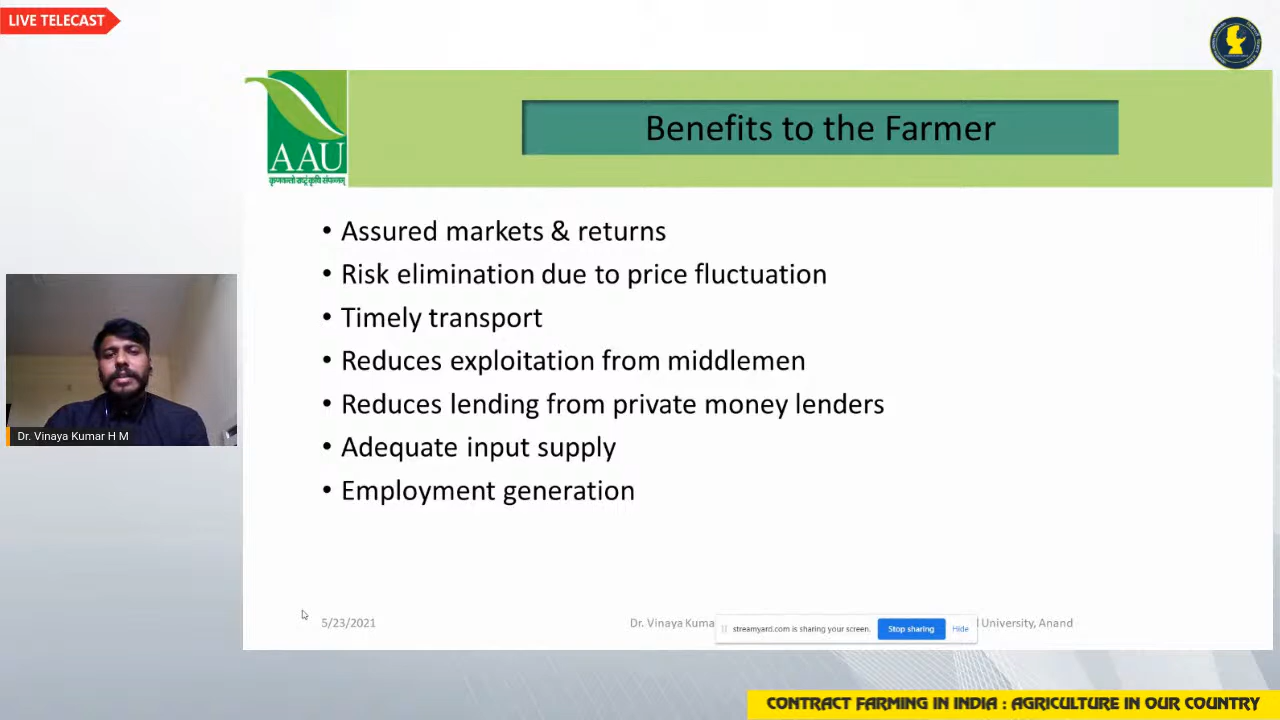 LIVE TELECAST
AAU
Benefits to the Farmer
• Assured markets & returns
• Risk elimination due to price fluctuation
• Timely transport
• Reduces exploitation from middlemen
• Reduces lending from private money lenders
• Adequate input supply
• Employment generation
Dr. Vinaya Kumar H M
5/23/2021
Dr. Vinaya Kuma
University, Anand
streamyard.com is sharing your screen.
Stop sharing
Hide
CONTRACT FARMING IN INDIA : AGRICULTURE IN OUR COUNTRY